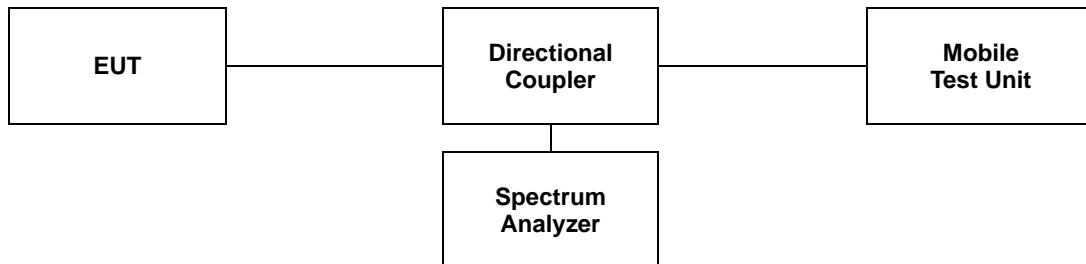 EUT
Directional
Coupler
Mobile
Test Unit
Spectrum
Analyzer